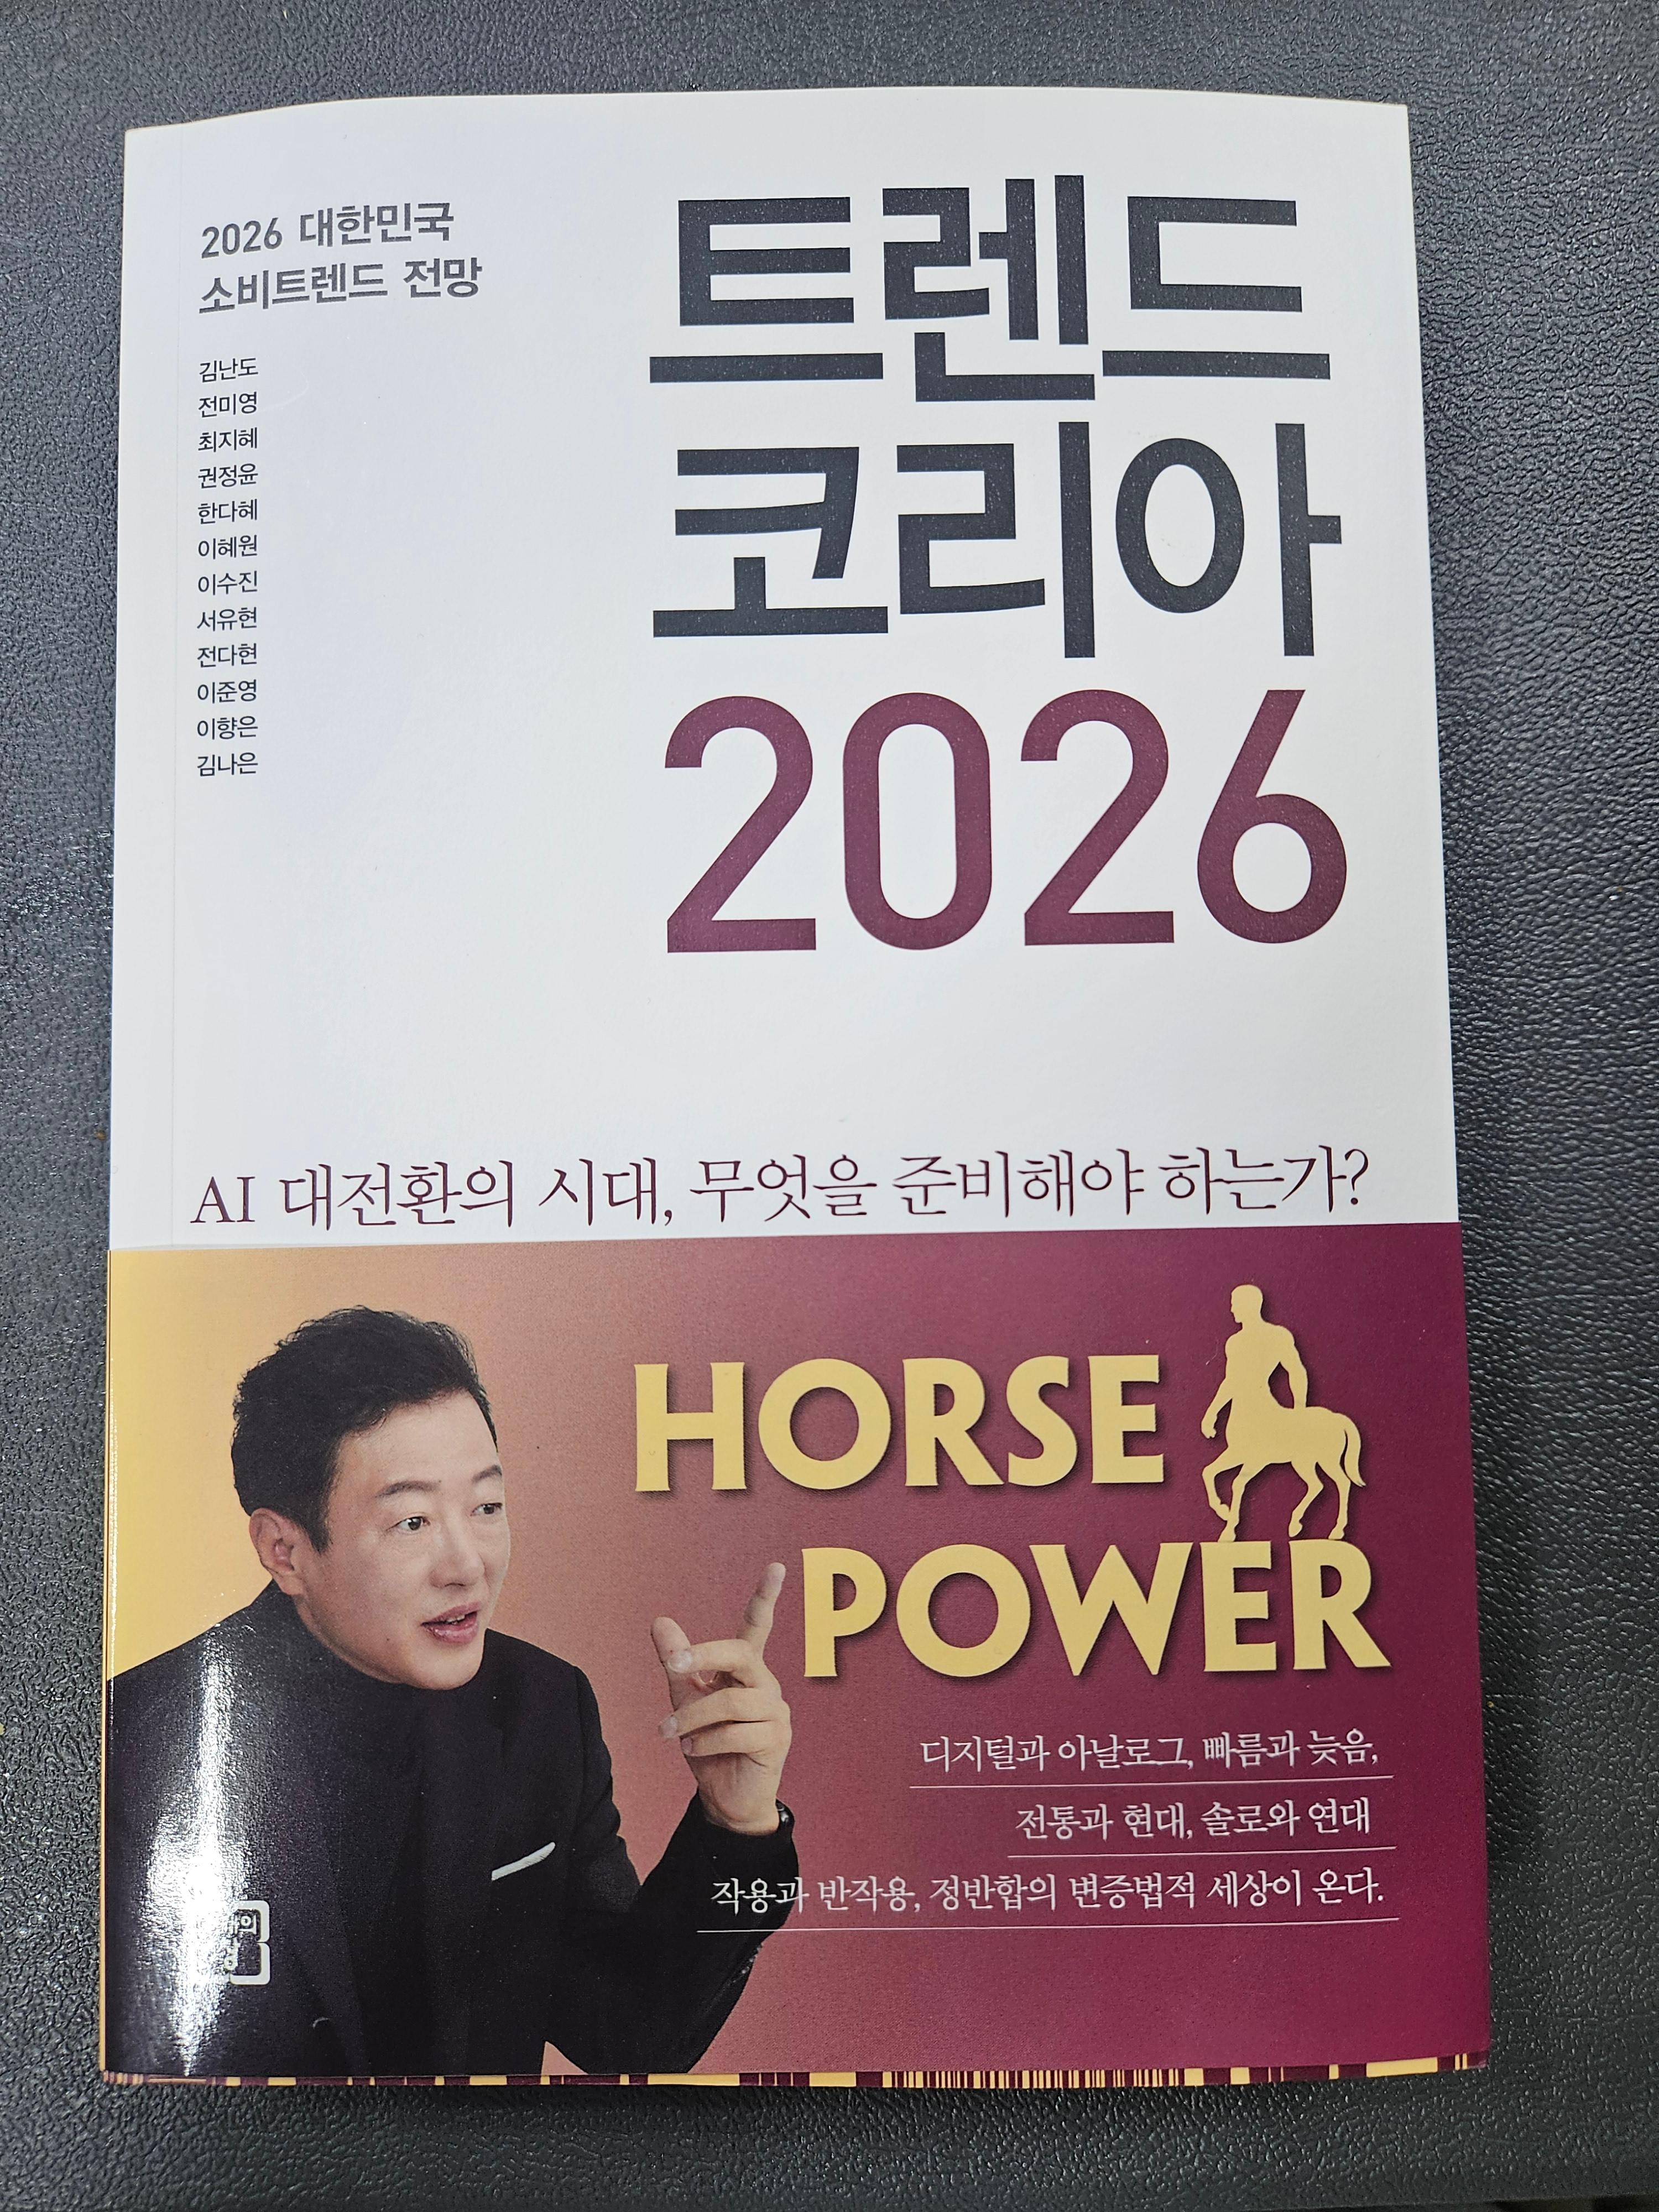 2026 대한민국
소비트렌드 전망
김난도
전미영
최지혜
권정윤
한다혜
이혜원
이수진
서유현
전다현
이준영
이향은
김나은
트렌드
코리아
2026
AI 대전환의 시대, 무엇을 준비해야 하는가?
HORSE
POWER
디지털과 아날로그, 빠름과 늦음,
전통과 현대, 솔로와 연대
작용과 반작용, 정반합의 변증법적 세상이 온다.